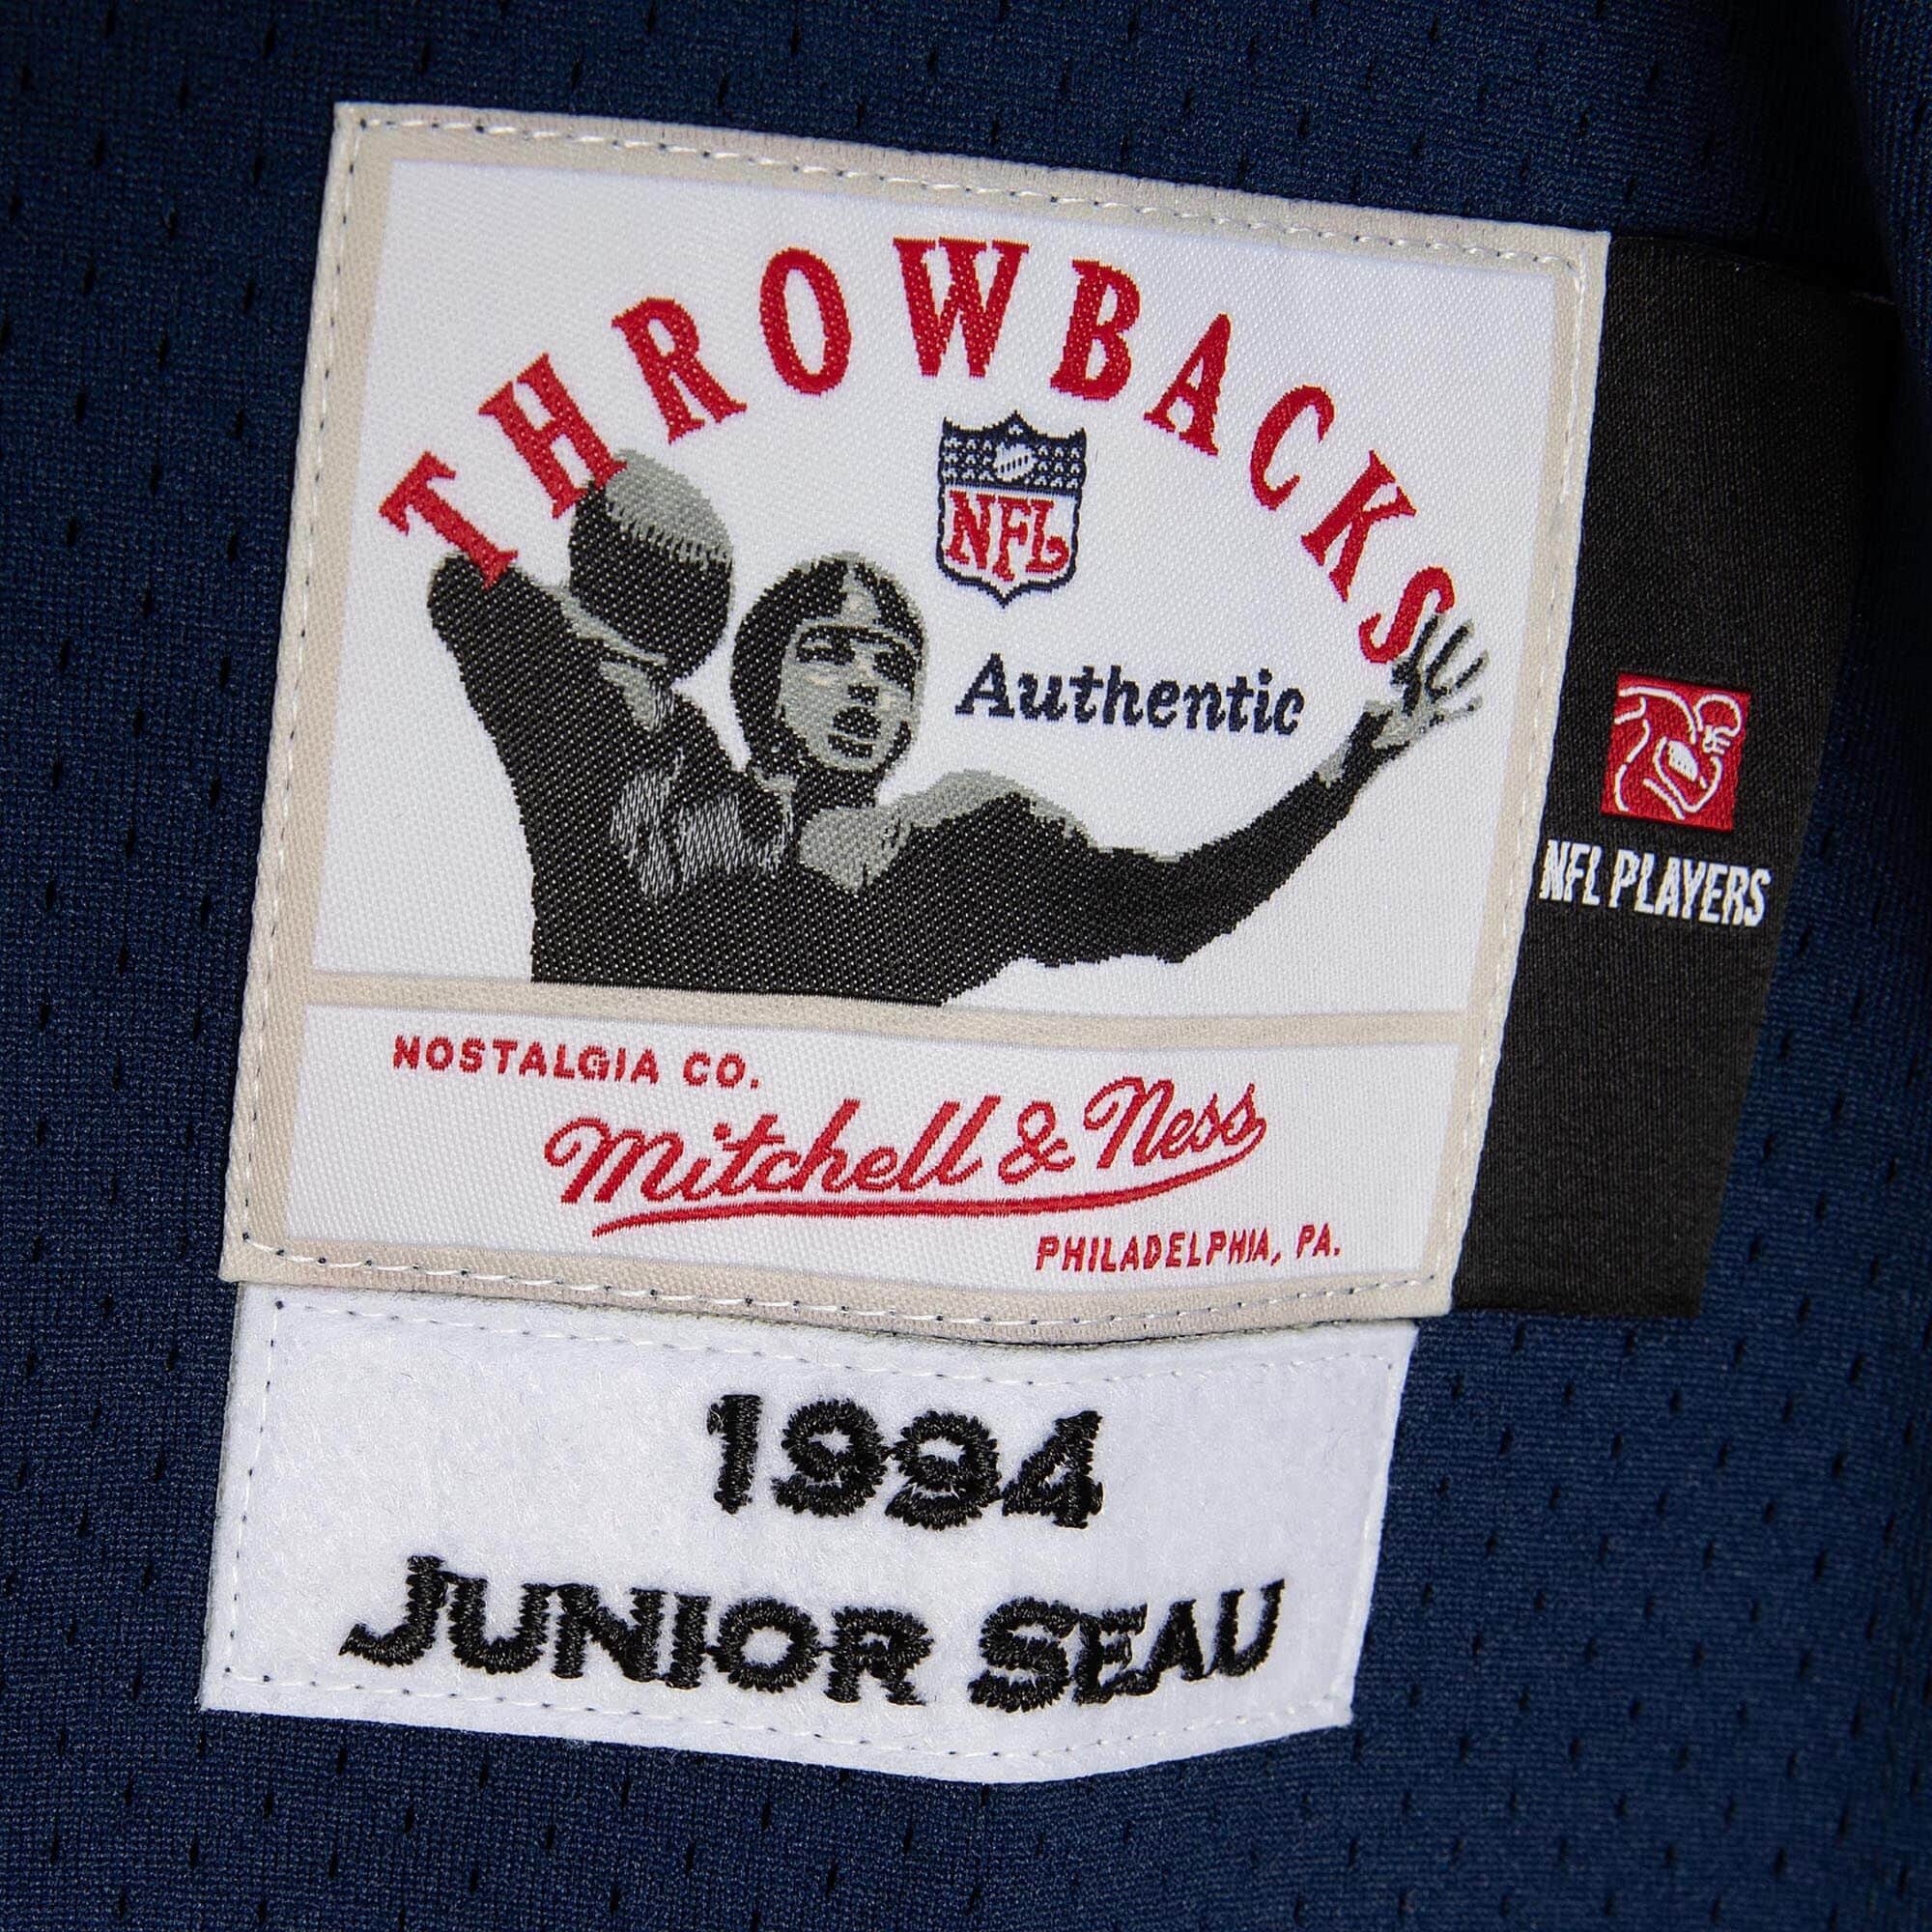 THROWBACKS
NFL
Authentic
NFL PLAYERS
NOSTALGIA CO.
Mitchell & Ness
PHILADELPHIA, PA.
1994
JUNIOR SEAU